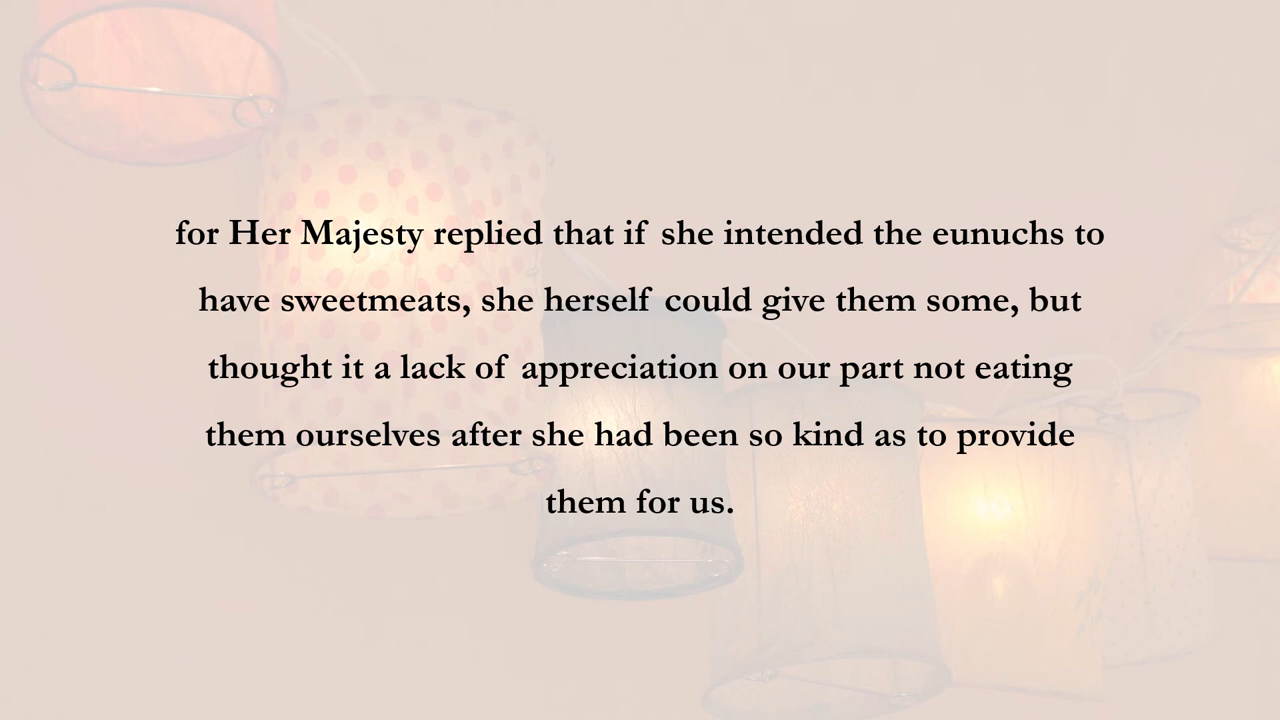 for Her Majesty replied that if she intended the eunuchs to
have sweetmeats, she herself could give them some, but
thought it a lack of appreciation on our part not eating
them ourselves after she had been so kind as to provide
them for us.